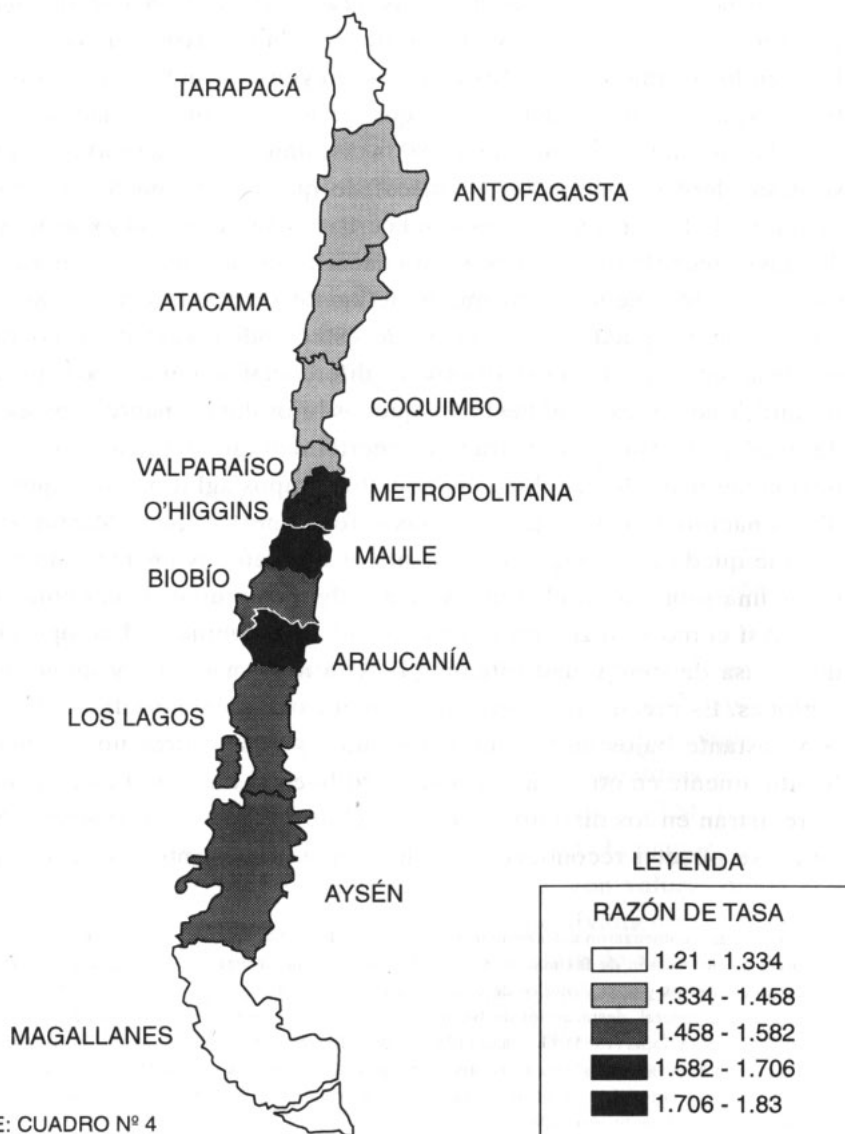 TARAPACÁ
ANTOFAGASTA
ATACAMA
COQUIMBO
VALPARAÍSO
METROPOLITANA
O'HIGGINS
MAULE
BIOBÍO
ARAUCANÍA
LOS LAGOS
AYSÉN
MAGALLANES
LEYENDA
RAZÓN DE TASA
1.21 - 1.334
1.334 - 1.458
1.458 - 1.582
1.582 - 1.706
1.706 - 1.83
E: CUADRO Nº 4